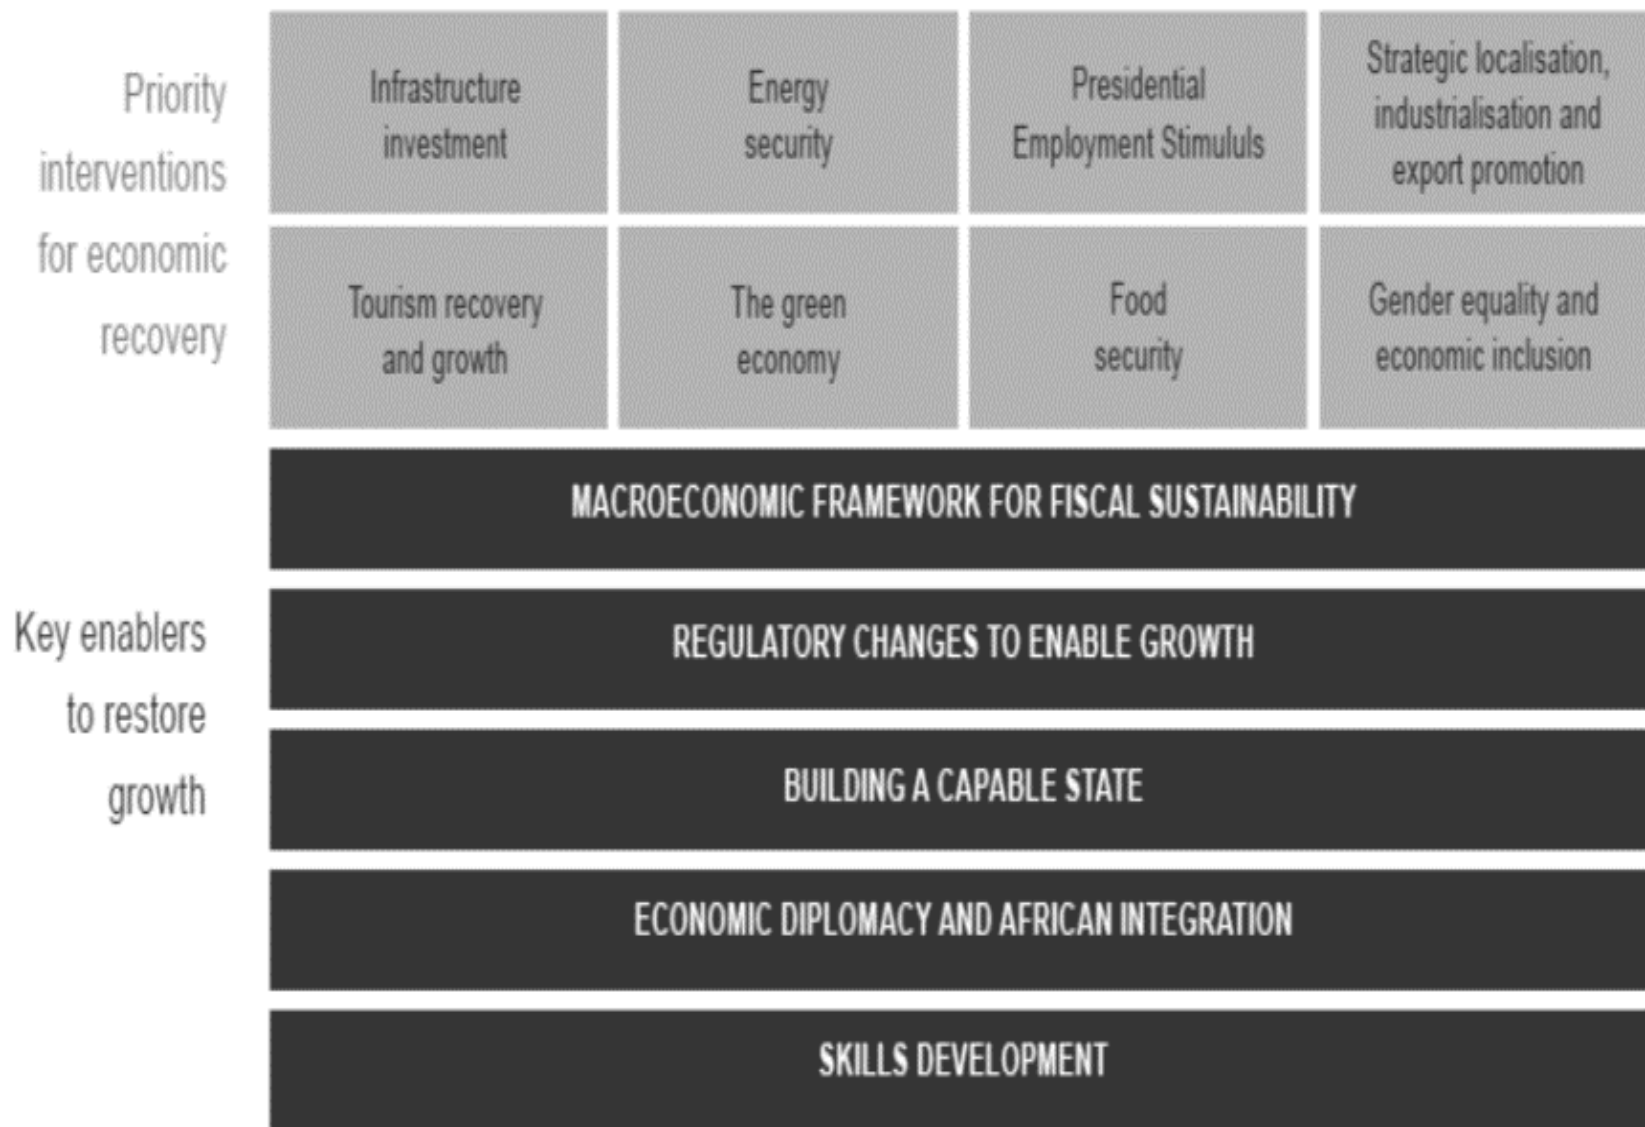 Priority
interventions
for economic
recovery
Infrastructure
investment
Energy
security
Presidential
Employment Stimululs
Strategic localisation,
industrialisation and
export promotion
Tourism recovery
and growth
The green
economy
Food
security
Gender equality and
economic inclusion
Key enablers
to restore
growth
MACROECONOMIC FRAMEWORK FOR FISCAL SUSTAINABILITY
REGULATORY CHANGES TO ENABLE GROWTH
BUILDING A CAPABLE STATE
ECONOMIC DIPLOMACY AND AFRICAN INTEGRATION
SKILLS DEVELOPMENT